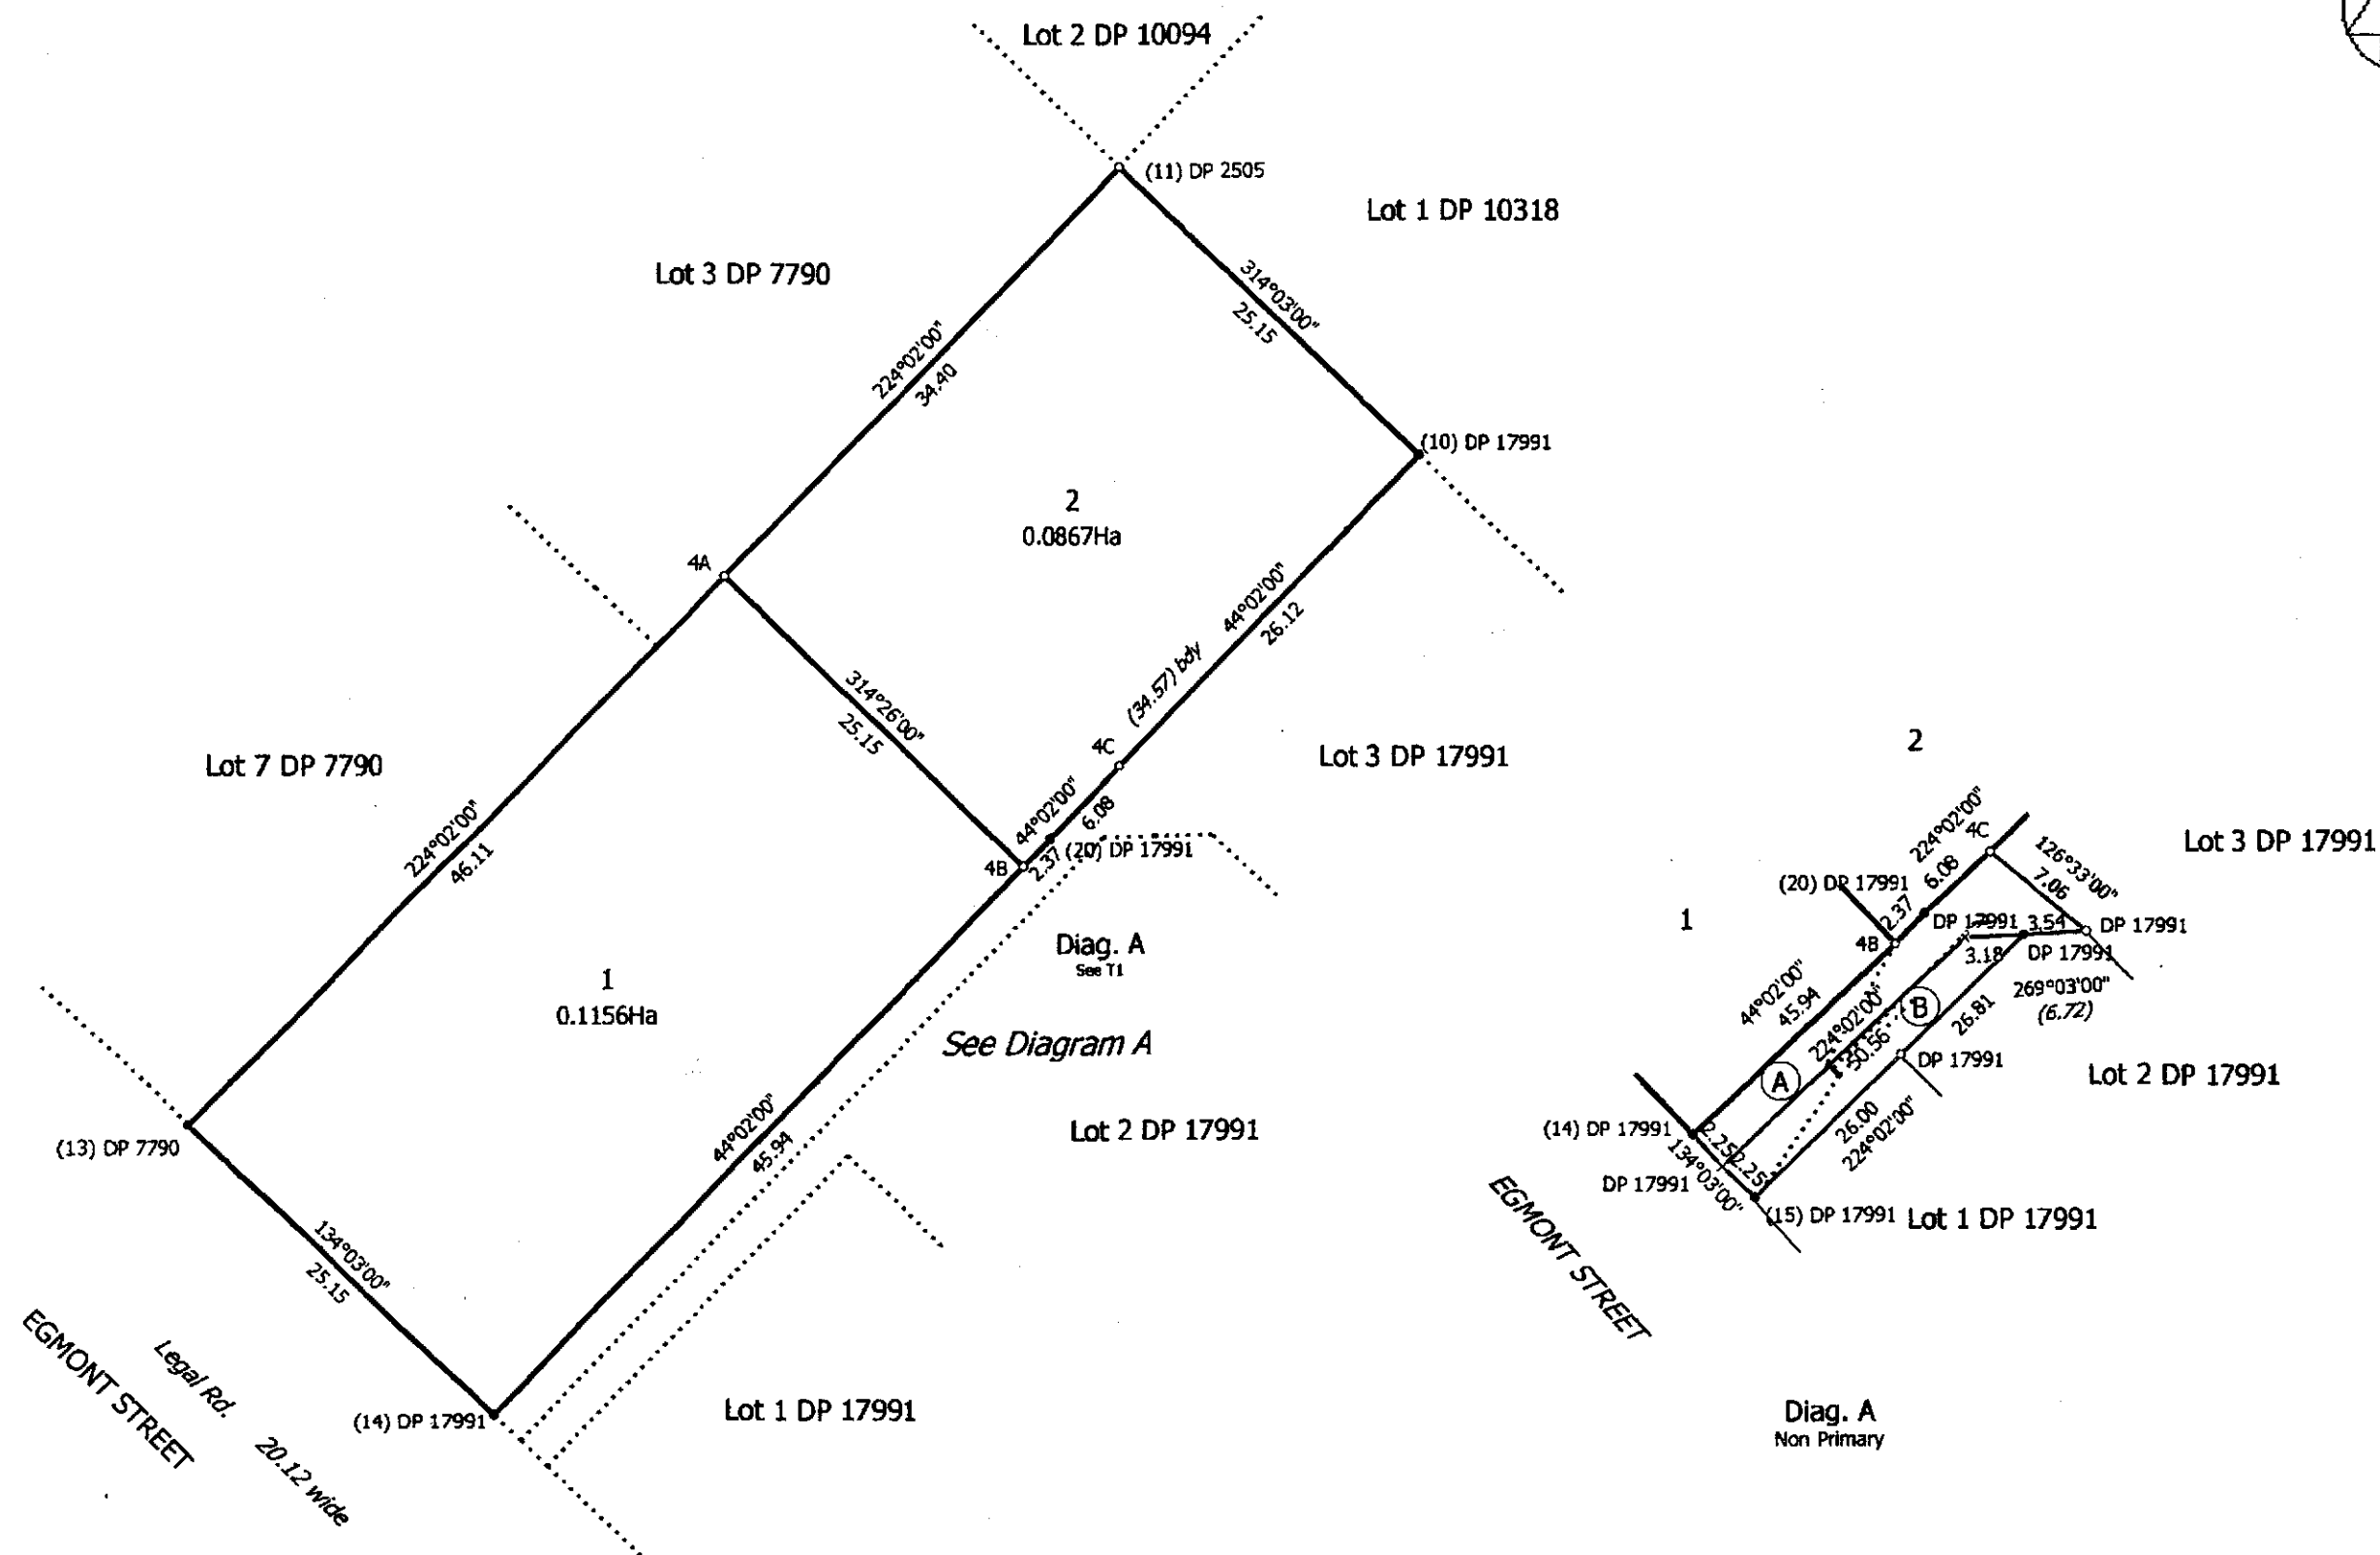 Lot 2 DP 10094
(11) DP 2505
Lot 1 DP 10318
Lot 3 DP 7790
314°03'00"
25.15
224°02'00"
34.40
(10) DP 17991
2
0.0867Ha
4A
44°02'00"
26.12
(34.57) bdy
314°26'00"
25.15
4C
Lot 3 DP 17991
Lot 7 DP 7790
44°02'00"
6.08
224°02'00"
46.11
4B
2.37
(20) DP 17991
Diag. A
See T1
1
0.1156Ha
See Diagram A
44°02'00"
45.94
Lot 2 DP 17991
(13) DP 7790
134°03'00"
25.15
EGMONT STREET
Legal Rd.
20.12 wide
(14) DP 17991
Lot 1 DP 17991
2
224°02'00"
4C
6.08
126°33'00"
7.06
Lot 3 DP 17991
(20) DP 17991
1
2.37
DP 17991
3.54
DP 17991
4B
3.18
DP 17991
44°02'00"
45.94
269°03'00"
(6.72)
224°02'00"
50.56
B
26.81
A
DP 17991
Lot 2 DP 17991
26.00
224°02'00"
(14) DP 17991
2.25
2.25
134°03'00"
DP 17991
(15) DP 17991
Lot 1 DP 17991
EGMONT STREET
Diag. A
Non Primary